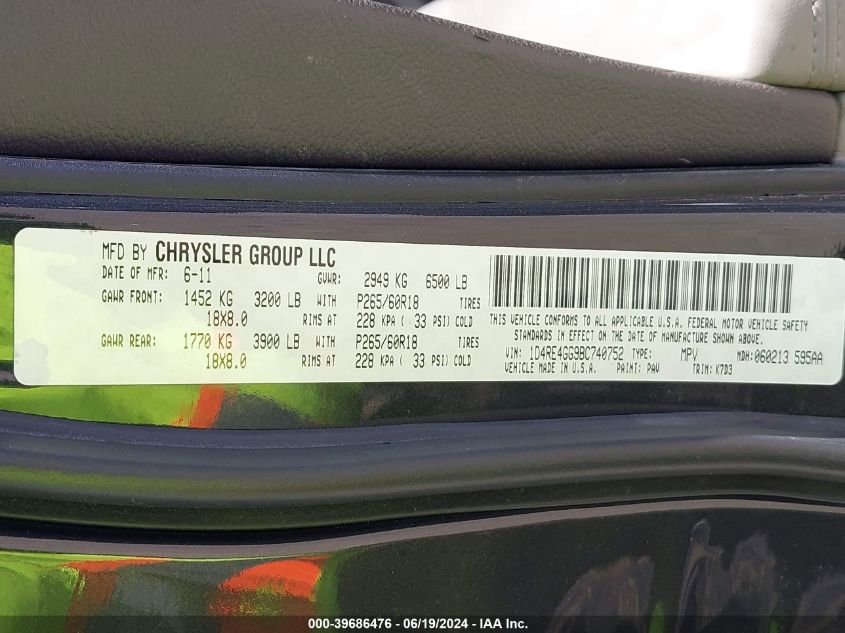 MFD BY CHRYSLER GROUP LLC
DATE OF MFR: 6-11 GVWR: 2949 KG 6500 LB
GAWR FRONT: 1452 KG 3200 LB WITH P265/60R18 TIRES
18X8.0 RIMS AT 228 KPA ( 33 PSI) COLD
GAWR REAR: 1770 KG 3900 LB WITH P265/60R18 TIRES
18X8.0 RIMS AT 228 KPA ( 33 PSI) COLD
THIS VEHICLE CONFORMS TO ALL APPLICABLE U.S.A. FEDERAL MOTOR VEHICLE SAFETY
STANDARDS IN EFFECT ON THE DATE OF MANUFACTURE SHOWN ABOVE.
VIN: 1D4RE4GG9BC740752 TYPE: MPV MDH: 060213 595AA
VEHICLE MADE IN U.S.A. PAINT: PAV TRIM: K7D3
000-39686476 - 06/19/2024 - IAA Inc.